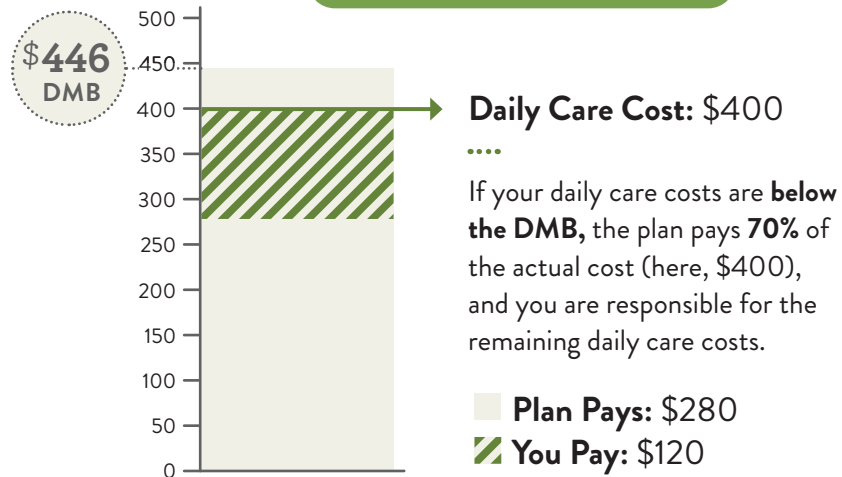 $446
DMB
500
450
400
350
300
250
200
150
100
50
0
Daily Care Cost: $400
If your daily care costs are below
the DMB, the plan pays 70% of
the actual cost (here, $400),
and you are responsible for the
remaining daily care costs.
Plan Pays: $280
You Pay: $120